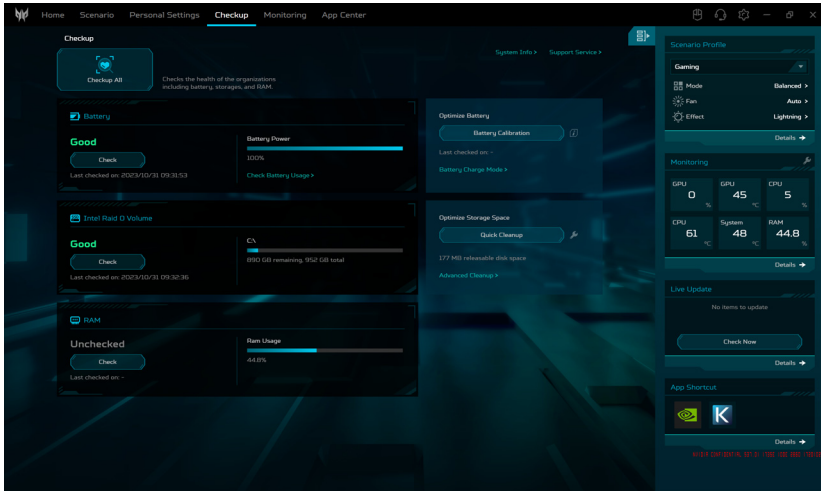 Home Scenario Personal Settings Checkup Monitoring App Center
Checkup
System Info > Support Service >
Checkup All
Checks the health of the organizations
including battery, storages, and RAM.
Battery
Good
Check
Last checked on: 2023/10/31 09:31:53
Battery Power
100%
Check Battery Usage >
Optimize Battery
Battery Calibration
Last checked on: -
Battery Charge Mode >
Intel Raid 0 Volume
Good
Check
Last checked on: 2023/10/31 09:32:36
C:\
890 GB remaining, 952 GB total
Optimize Storage Space
Quick Cleanup
177 MB releasable disk space
Advanced Cleanup >
RAM
Unchecked
Check
Last checked on: -
Ram Usage
44.8%
Scenario Profile
Gaming
Mode Balanced >
Fan Auto >
Effect Lightning >
Details
Monitoring
GPU GPU CPU
0 % 45 °C 5 %
CPU System RAM
61 °C 48 °C 44.8 %
Details
Live Update
No items to update
Check Now
Details
App Shortcut
K
Details